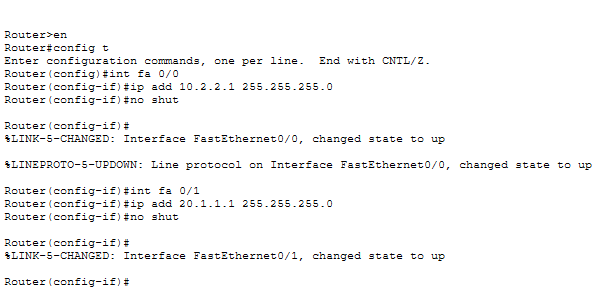 Router>en
Router#config t
Enter configuration commands, one per line.  End with CNTL/Z.
Router(config)#int fa 0/0
Router(config-if)#ip add 10.2.2.1 255.255.255.0
Router(config-if)#no shut
Router(config-if)#
%LINK-5-CHANGED: Interface FastEthernet0/0, changed state to up
%LINEPROTO-5-UPDOWN: Line protocol on Interface FastEthernet0/0, changed state to up
Router(config-if)#int fa 0/1
Router(config-if)#ip add 20.1.1.1 255.255.255.0
Router(config-if)#no shut
Router(config-if)#
%LINK-5-CHANGED: Interface FastEthernet0/1, changed state to up
Router(config-if)#